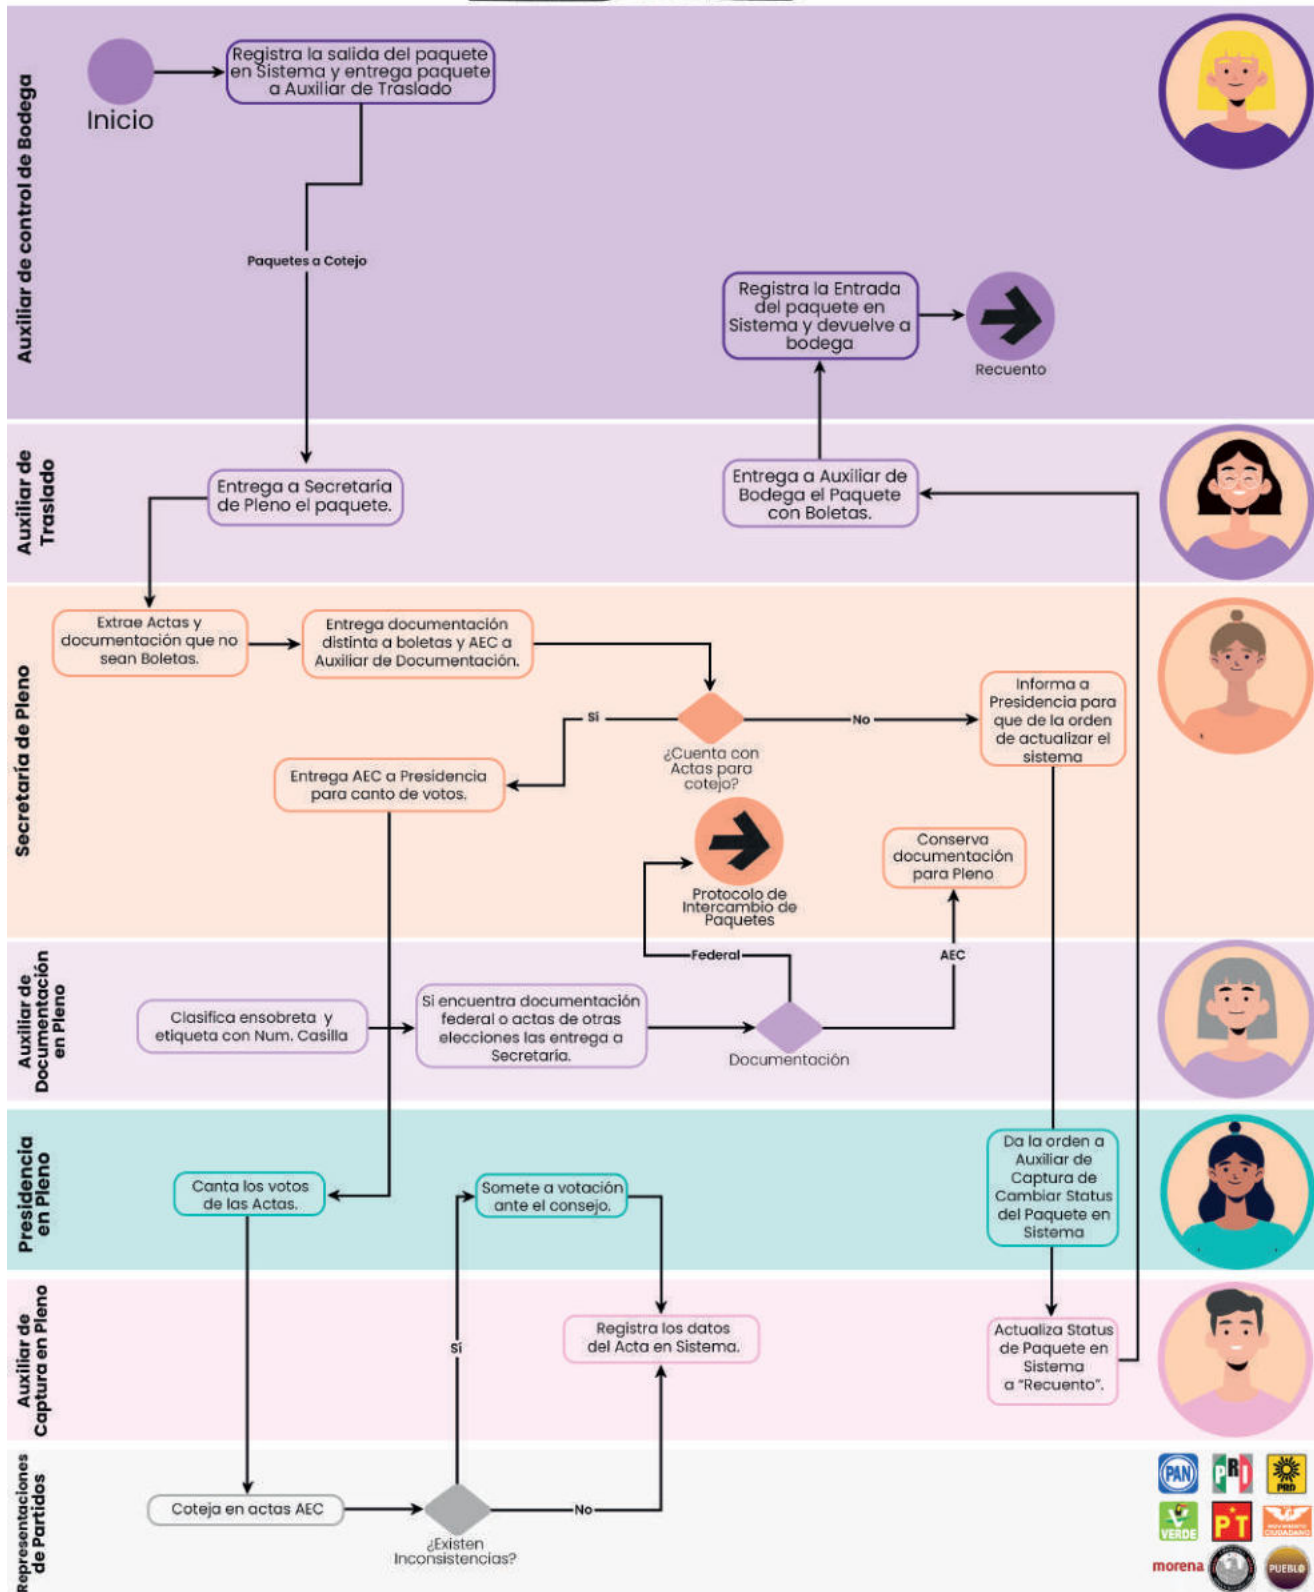 Auxiliar de control de Bodega
Inicio
Registra la salida del paquete
en Sistema y entrega paquete
a Auxiliar de Traslado
Paquetes a Cotejo
Registra la Entrada
del paquete en
Sistema y devuelve a
bodega
Recuento
Auxiliar de
Traslado
Entrega a Secretaría
de Pleno el paquete.
Entrega a Auxiliar de
Bodega el Paquete
con Boletas.
Secretaría de Pleno
Extrae Actas y
documentación que no
sean Boletas.
Entrega documentación
distinta a boletas y AEC a
Auxiliar de Documentación.
¿Cuenta con
Actas para
cotejo?
Sí
No
Informa a
Presidencia para
que de la orden
de actualizar el
sistema
Entrega AEC a Presidencia
para canto de votos.
Protocolo de
Intercambio de
Paquetes
Conserva
documentación
para Pleno
Auxiliar de
Documentación
en Pleno
Federal
AEC
Clasifica ensobreta y
etiqueta con Num. Casilla
Si encuentra documentación
federal o actas de otras
elecciones las entrega a
Secretaría.
Documentación
Presidencia
en Pleno
Canta los votos
de las Actas.
Somete a votación
ante el consejo.
Da la orden a
Auxiliar de
Captura de
Cambiar Status
del Paquete en
Sistema
Auxiliar de
Captura en Pleno
Sí
Registra los datos
del Acta en Sistema.
Actualiza Status
de Paquete en
Sistema
a "Recuento".
Representaciones
de Partidos
Coteja en actas AEC
¿Existen
Inconsistencias?
No
PAN
PRI
PRD
VERDE
PT
MOVIMIENTO
CIUDADANO
morena
PUEBLO